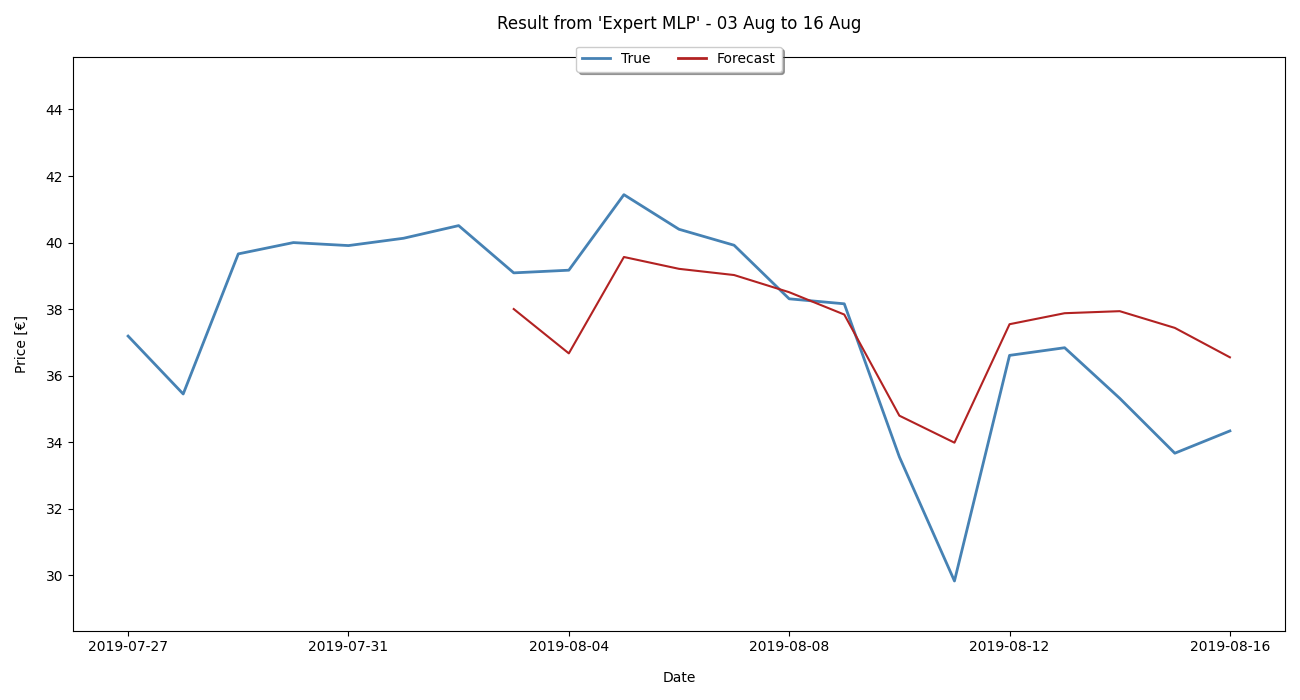 Result from 'Expert MLP' - 03 Aug to 16 Aug
True Forecast
44
42
40
38
36
34
32
30
Price [€]
2019-07-27 2019-07-31 2019-08-04 2019-08-08 2019-08-12 2019-08-16
Date